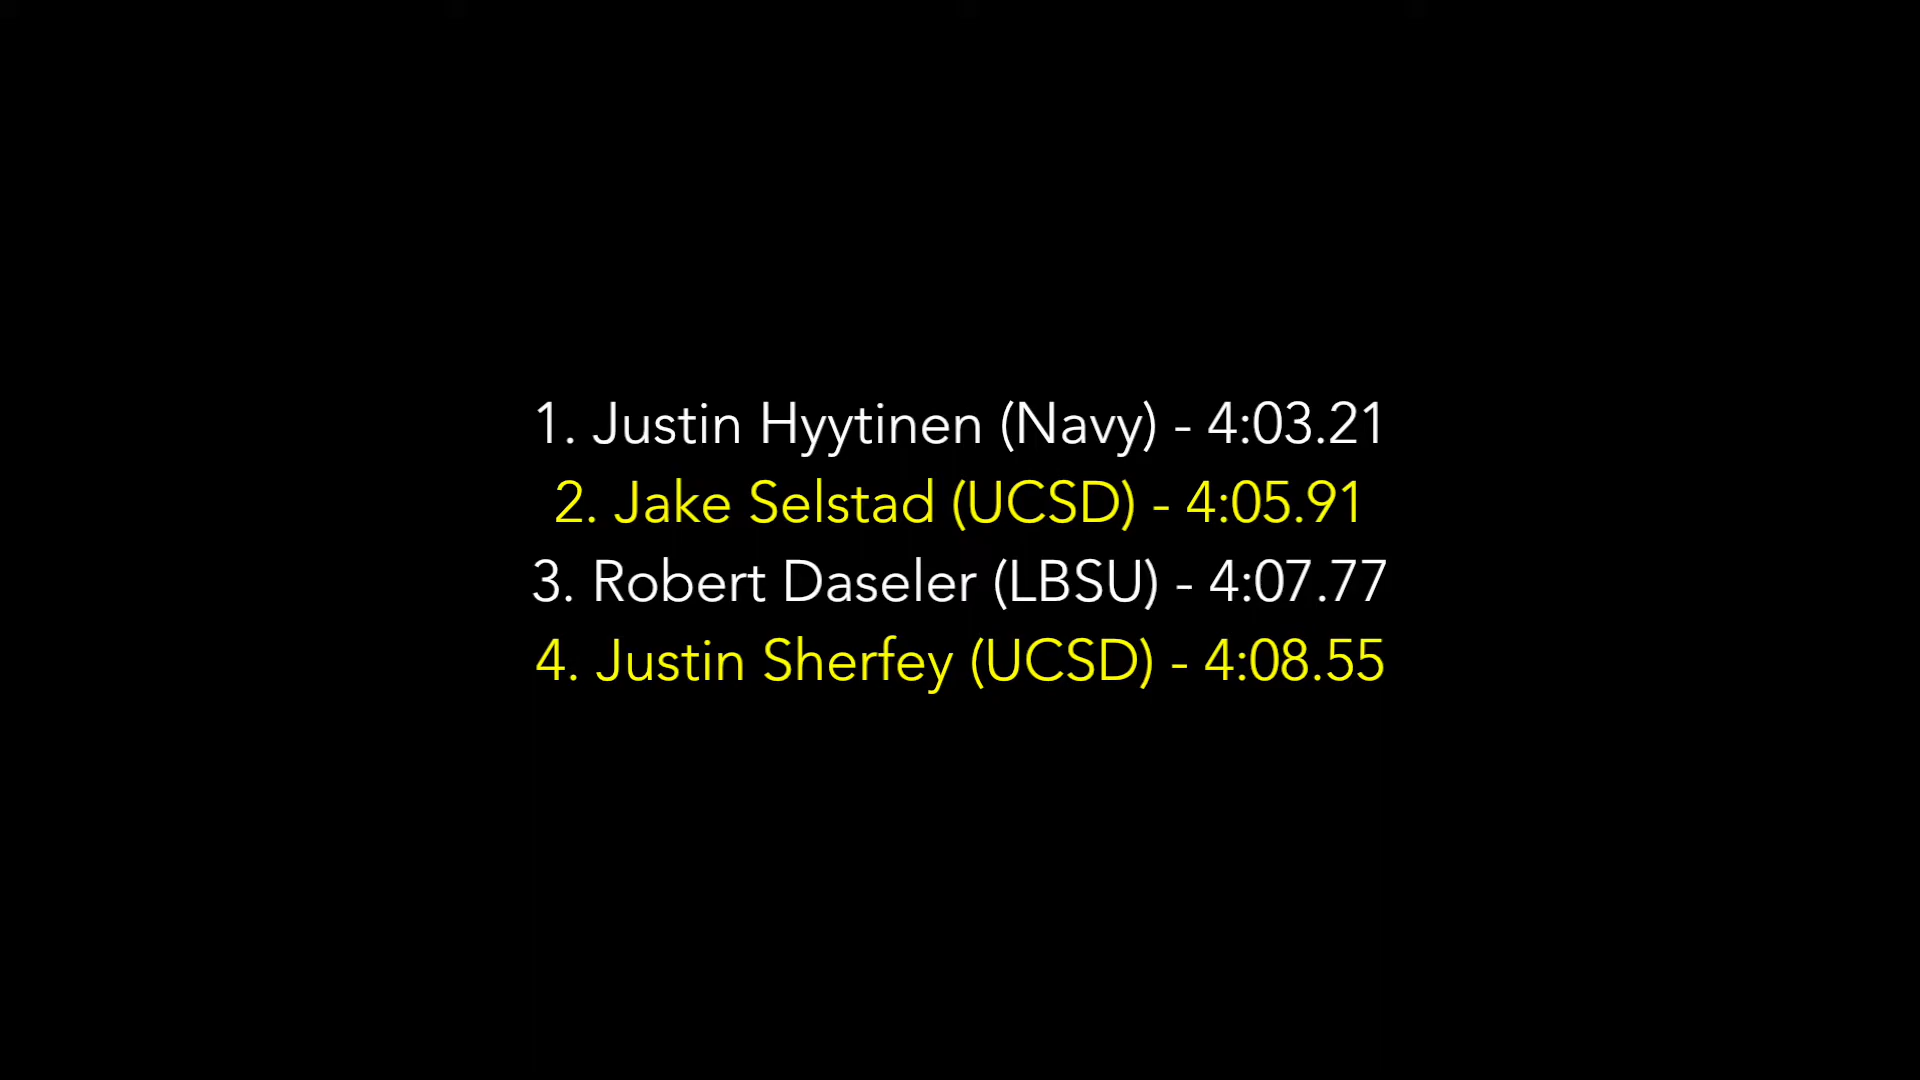 1. Justin Hyytinen (Navy) - 4:03.21
2. Jake Selstad (UCSD) - 4:05.91
3. Robert Daseler (LBSU) - 4:07.77
4. Justin Sherfey (UCSD) - 4:08.55